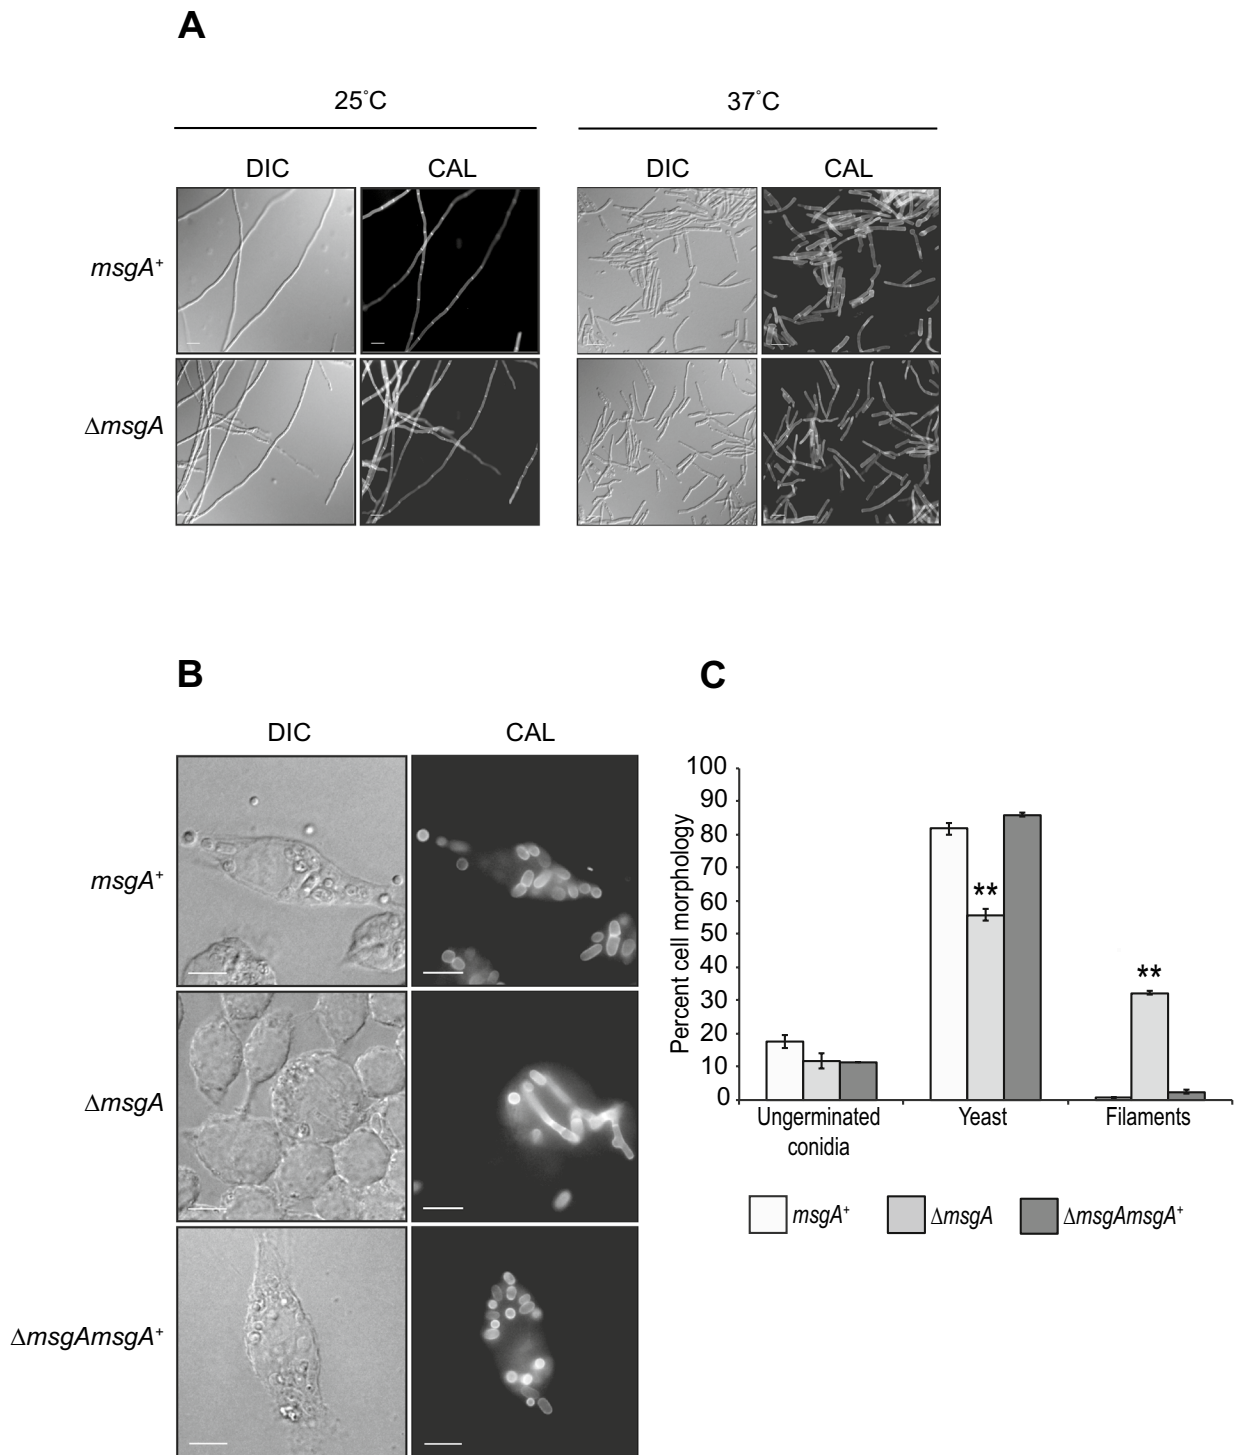 A
25°C
37°C
DIC
CAL
DIC
CAL
msgA⁺
ΔmsgA
B
C
DIC
CAL
msgA⁺
ΔmsgA
ΔmsgAmsgA⁺
Percent cell morphology
100
90
80
70
60
50
40
30
20
10
0
**
**
Ungerminated
conidia
Yeast
Filaments
msgA⁺
ΔmsgA
ΔmsgAmsgA⁺